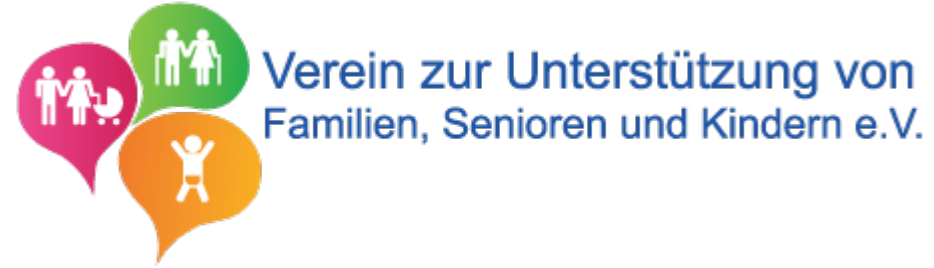 Verein zur Unterstützung von
Familien, Senioren und Kindern e.V.